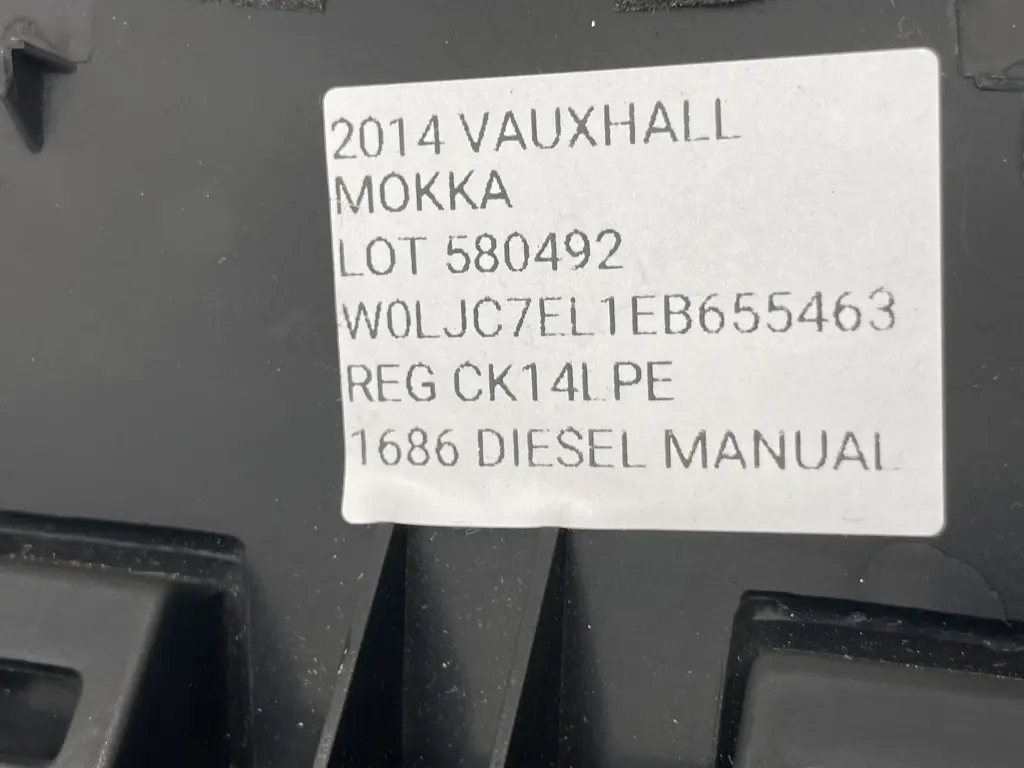 2014 VAUXHALL
MOKKA
LOT 580492
W0LJC7EL1EB655463
REG CK14LPE
1686 DIESEL MANUAL